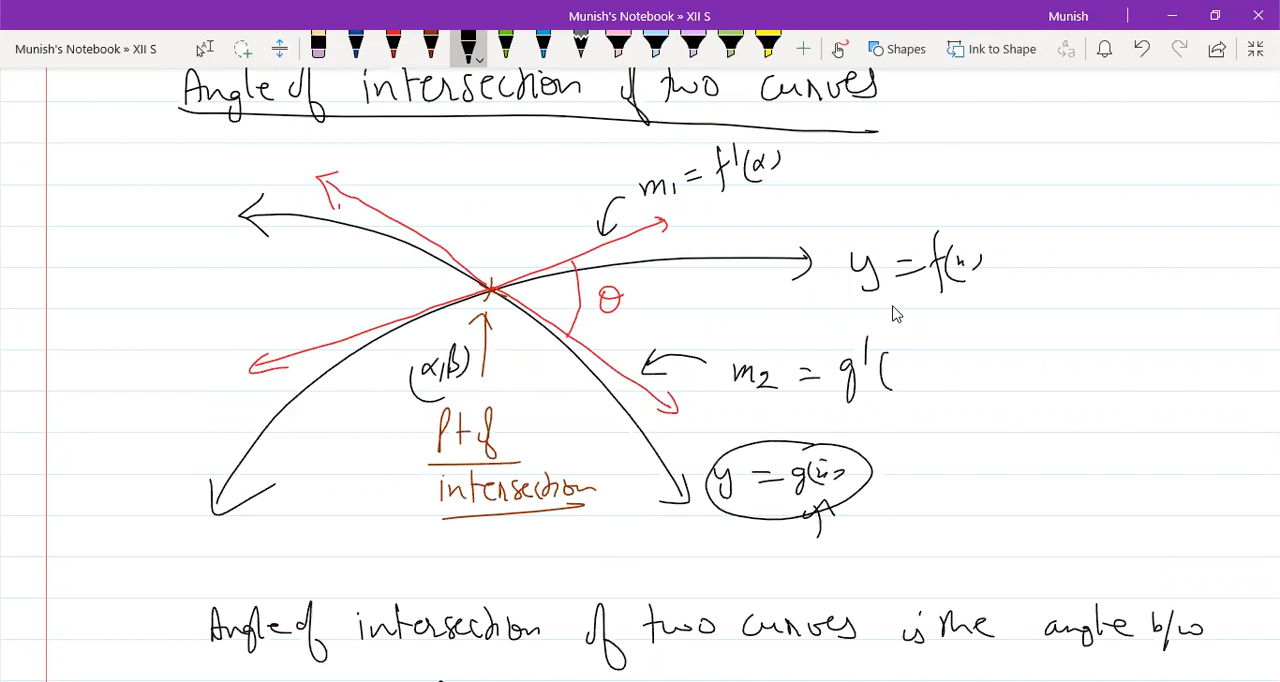 Munish's Notebook » XII S
Munish
Munish's Notebook » XII S
Shapes
Ink to Shape
Angle of intersection of two curves
m1 = f'(α)
y = f(x)
θ
(α,β)
m2 = g'(
Pt of
intersection
y = g(x)
Angle of intersection of two curves is the angle b/w